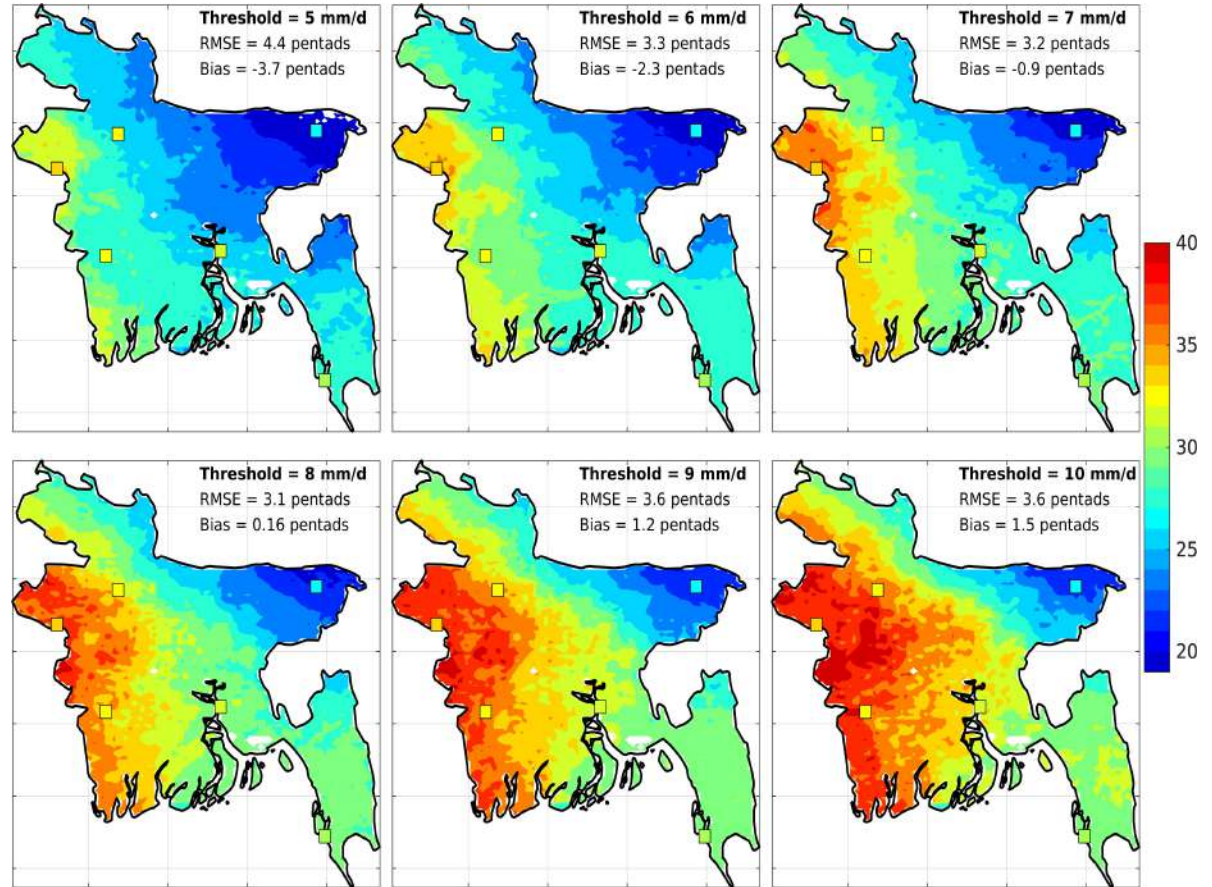 Threshold = 5 mm/d
RMSE = 4.4 pentads
Bias = -3.7 pentads
Threshold = 6 mm/d
RMSE = 3.3 pentads
Bias = -2.3 pentads
Threshold = 7 mm/d
RMSE = 3.2 pentads
Bias = -0.9 pentads
40
35
30
25
20
Threshold = 8 mm/d
RMSE = 3.1 pentads
Bias = 0.16 pentads
Threshold = 9 mm/d
RMSE = 3.6 pentads
Bias = 1.2 pentads
Threshold = 10 mm/d
RMSE = 3.6 pentads
Bias = 1.5 pentads